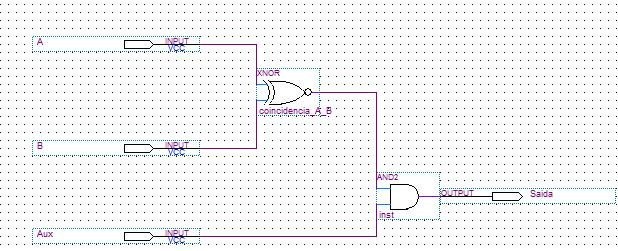 A
INPUT
VCC
XNOR
coincidencia_A_B
B
INPUT
VCC
AND2
inst
OUTPUT
Saida
Aux
INPUT
VCC